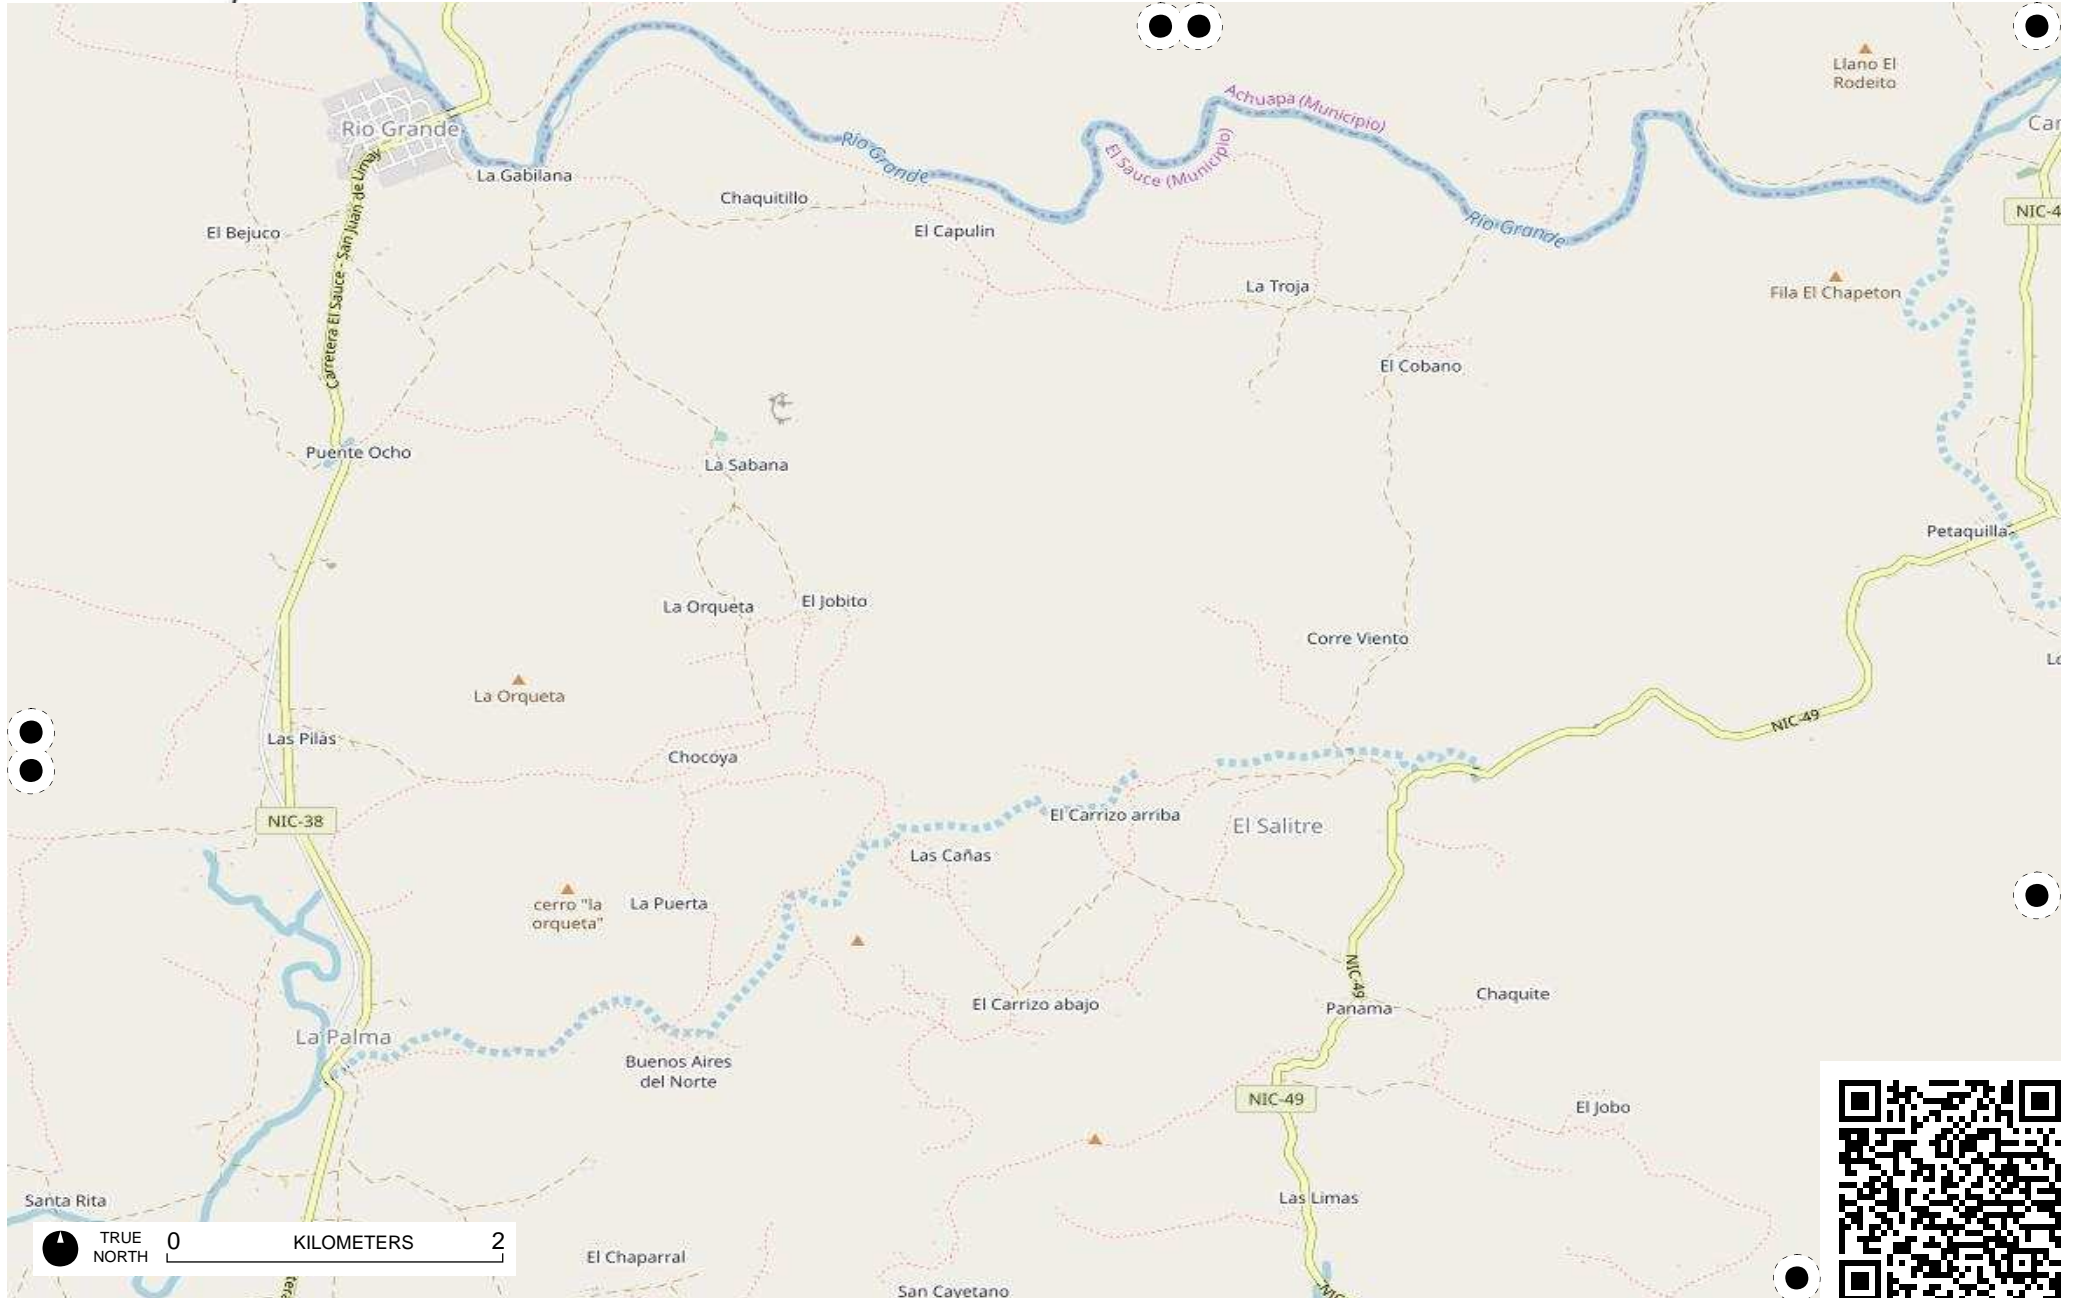 Llano El
Rodeito
Achuapa (Municipio)
Río Grande
Río Grande
El Sauce (Municipio)
La Gabilana
Carretera El Sauce - San Juan de Limay
Chaquitillo
NIC-4
El Bejuco
El Capulin
Río Grande
La Troja
Fila El Chapeton
El Cobano
Puente Ocho
La Sabana
Petaquilla
La Orqueta
El Jobito
Corre Viento
La Orqueta
NIC-49
Las Pilas
Chocoya
NIC-38
El Carrizo arriba
El Salitre
Las Cañas
cerro "la
orqueta"
La Puerta
NIC-49
El Carrizo abajo
Chaquite
Panama
La Palma
Buenos Aires
del Norte
NIC-49
El Jobo
Santa Rita
Las Limas
TRUE
NORTH
0 KILOMETERS 2
El Chaparral
San Cayetano